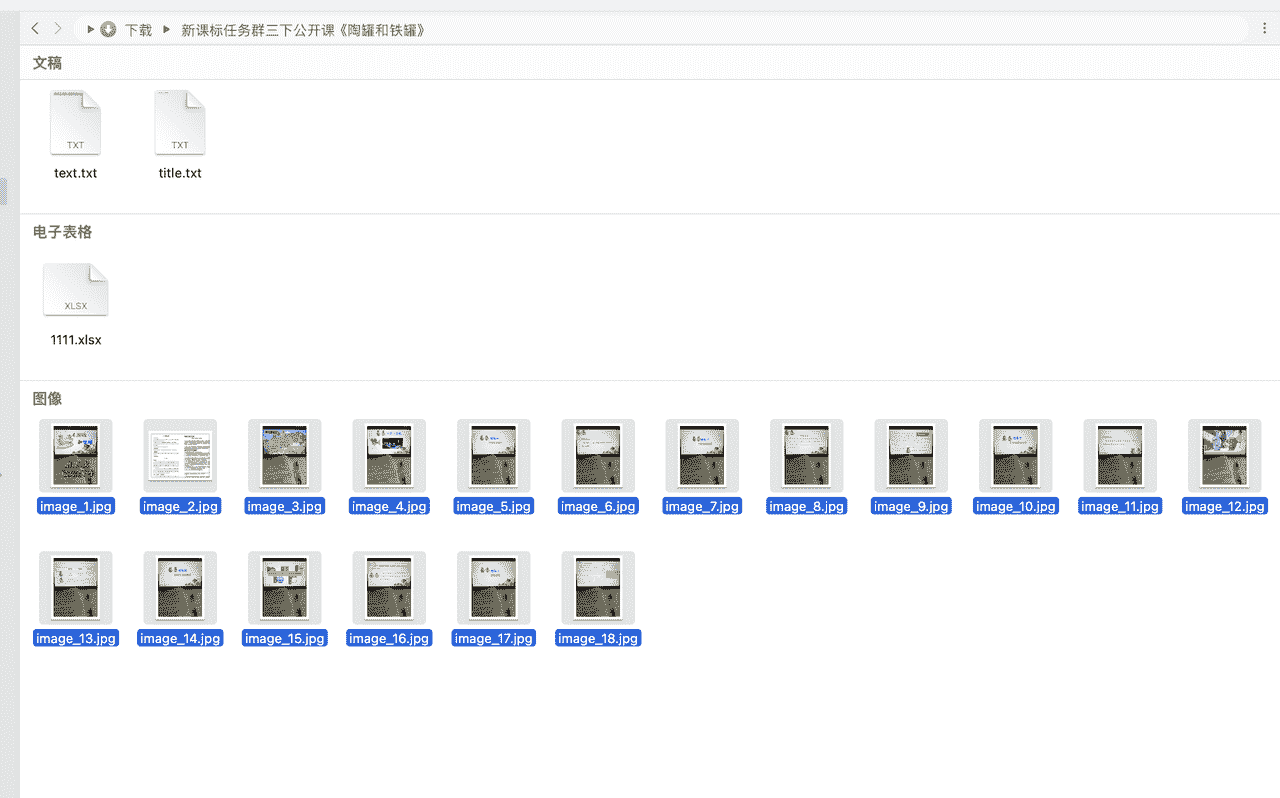 下载 新课标任务群三下公开课《陶罐和铁罐》
文稿
TXT TXT
text.txt title.txt
电子表格
XLSX
1111.xlsx
图像
image_1.jpg image_2.jpg image_3.jpg image_4.jpg image_5.jpg image_6.jpg image_7.jpg image_8.jpg image_9.jpg image_10.jpg image_11.jpg image_12.jpg
image_13.jpg image_14.jpg image_15.jpg image_16.jpg image_17.jpg image_18.jpg